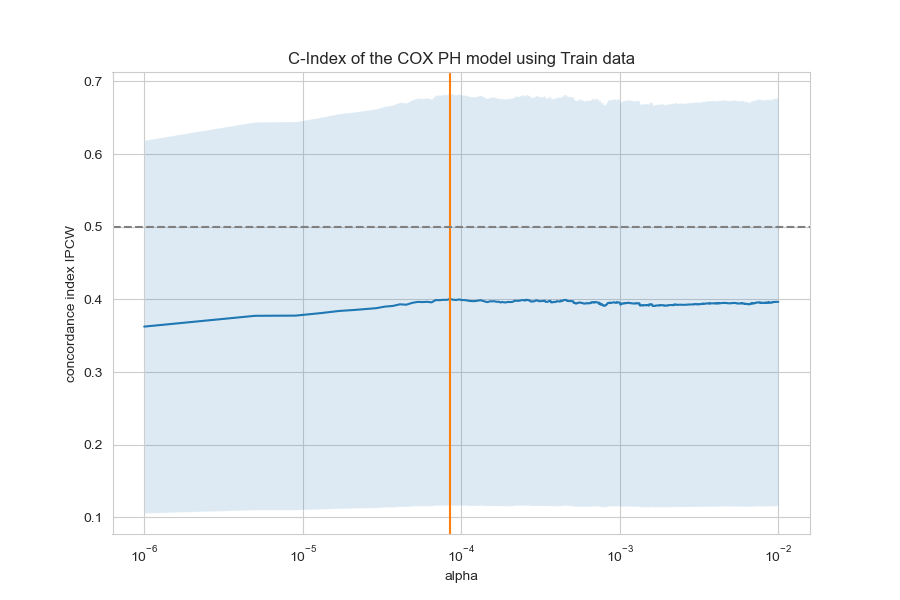 C-Index of the COX PH model using Train data
concordance index IPCW
0.7
0.6
0.5
0.4
0.3
0.2
0.1
10⁻⁶ 10⁻⁵ 10⁻⁴ 10⁻³ 10⁻²
alpha